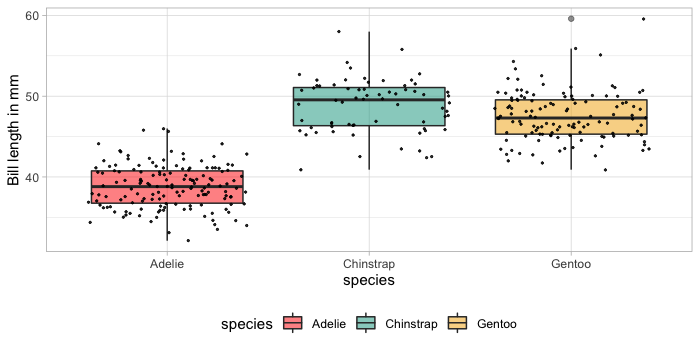 60
50
40
Bill length in mm
Adelie Chinstrap Gentoo
species
species Adelie Chinstrap Gentoo